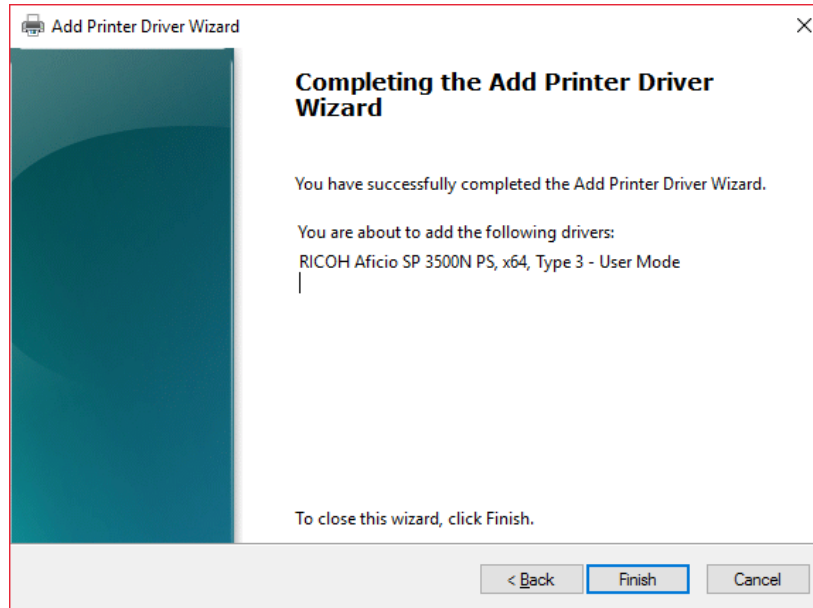 Add Printer Driver Wizard
Completing the Add Printer Driver
Wizard
You have successfully completed the Add Printer Driver Wizard.
You are about to add the following drivers:
RICOH Aficio SP 3500N PS, x64, Type 3 - User Mode
To close this wizard, click Finish.
< Back Finish Cancel